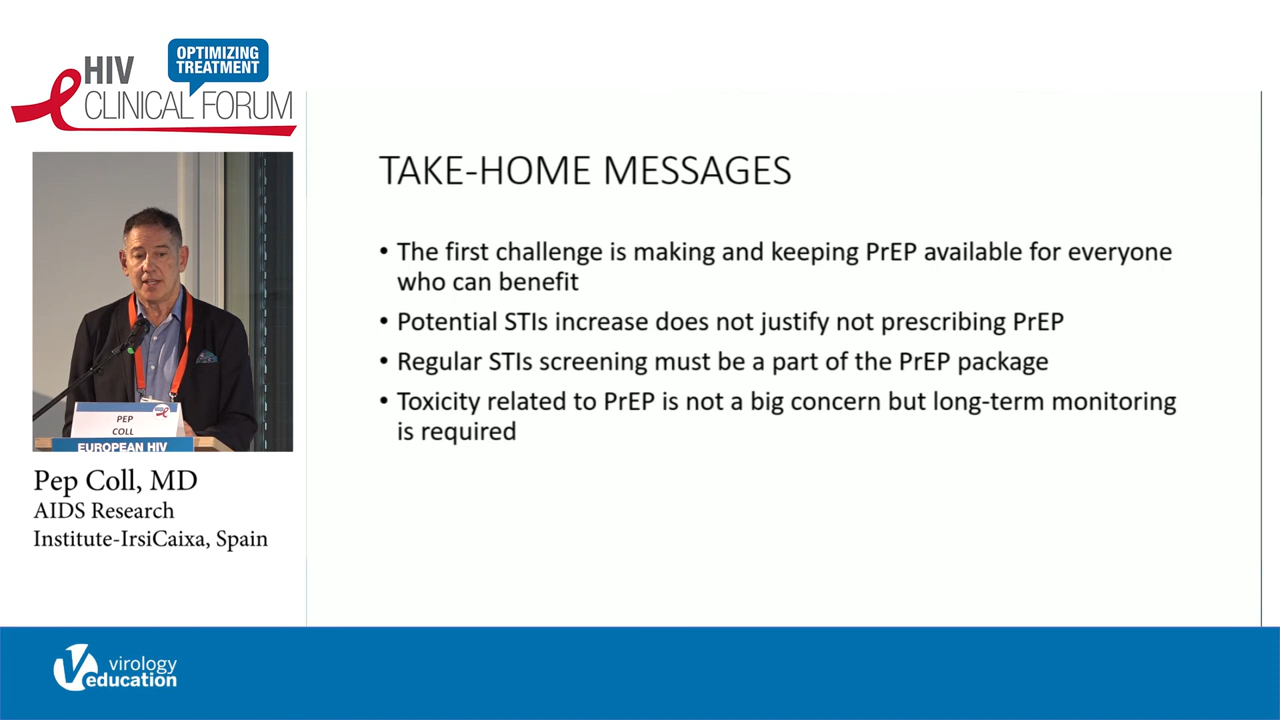 OPTIMIZING
TREATMENT
HIV
CLINICAL FORUM
TAKE-HOME MESSAGES
• The first challenge is making and keeping PrEP available for everyone
who can benefit
• Potential STIs increase does not justify not prescribing PrEP
• Regular STIs screening must be a part of the PrEP package
• Toxicity related to PrEP is not a big concern but long-term monitoring
is required
PEP
COLL
EUROPEAN HIV
Pep Coll, MD
AIDS Research
Institute-IrsiCaixa, Spain
virology
education